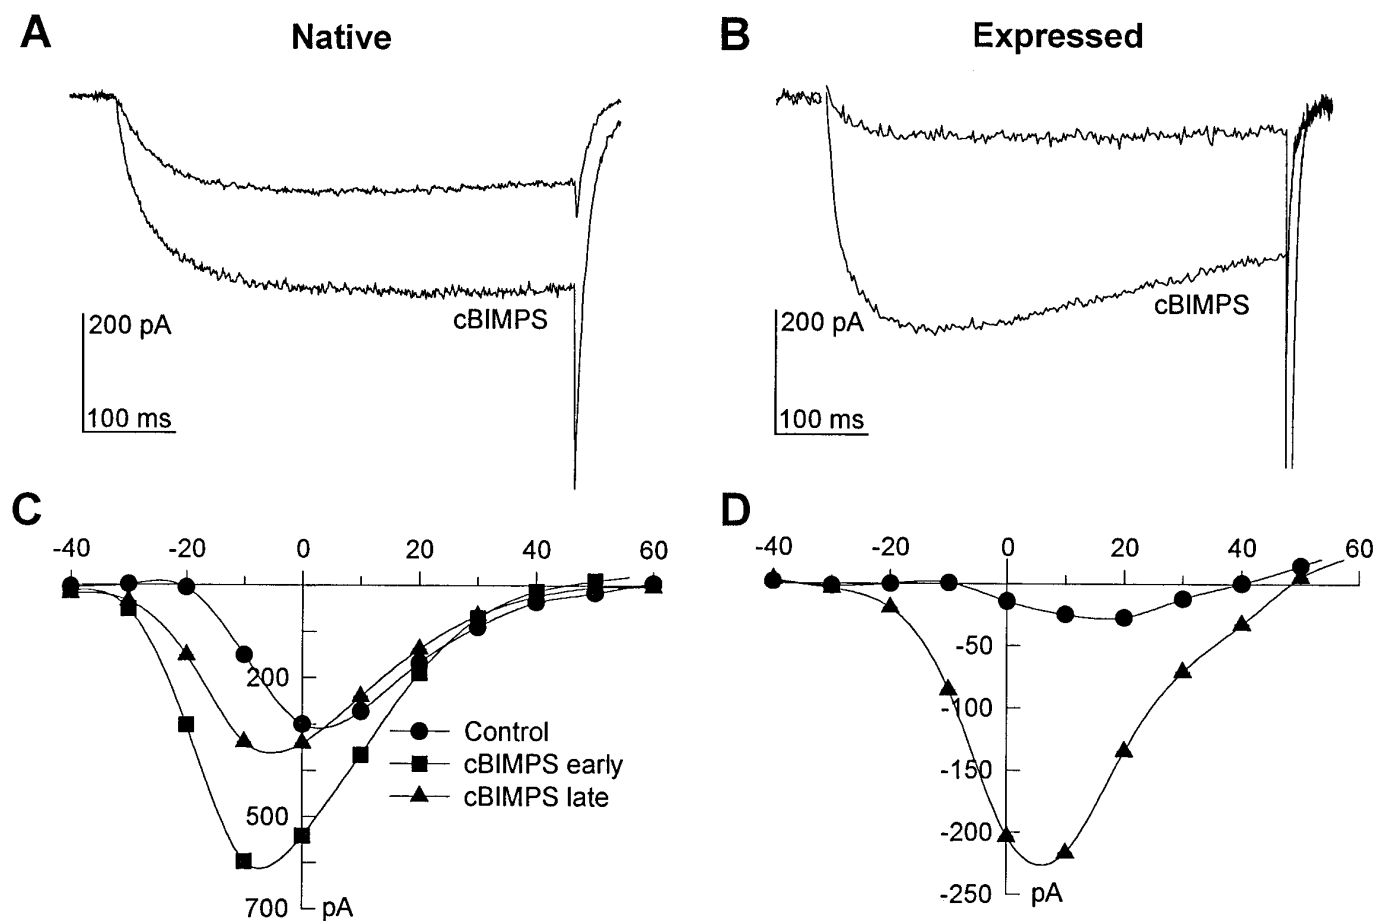 A Native
B Expressed
cBIMPS
200 pA
100 ms
cBIMPS
200 pA
100 ms
C
-40 -20 0 20 40 60
200
500
700 pA
Control
cBIMPS early
cBIMPS late
D
-40 -20 0 20 40 60
-50
-100
-150
-200
-250 pA